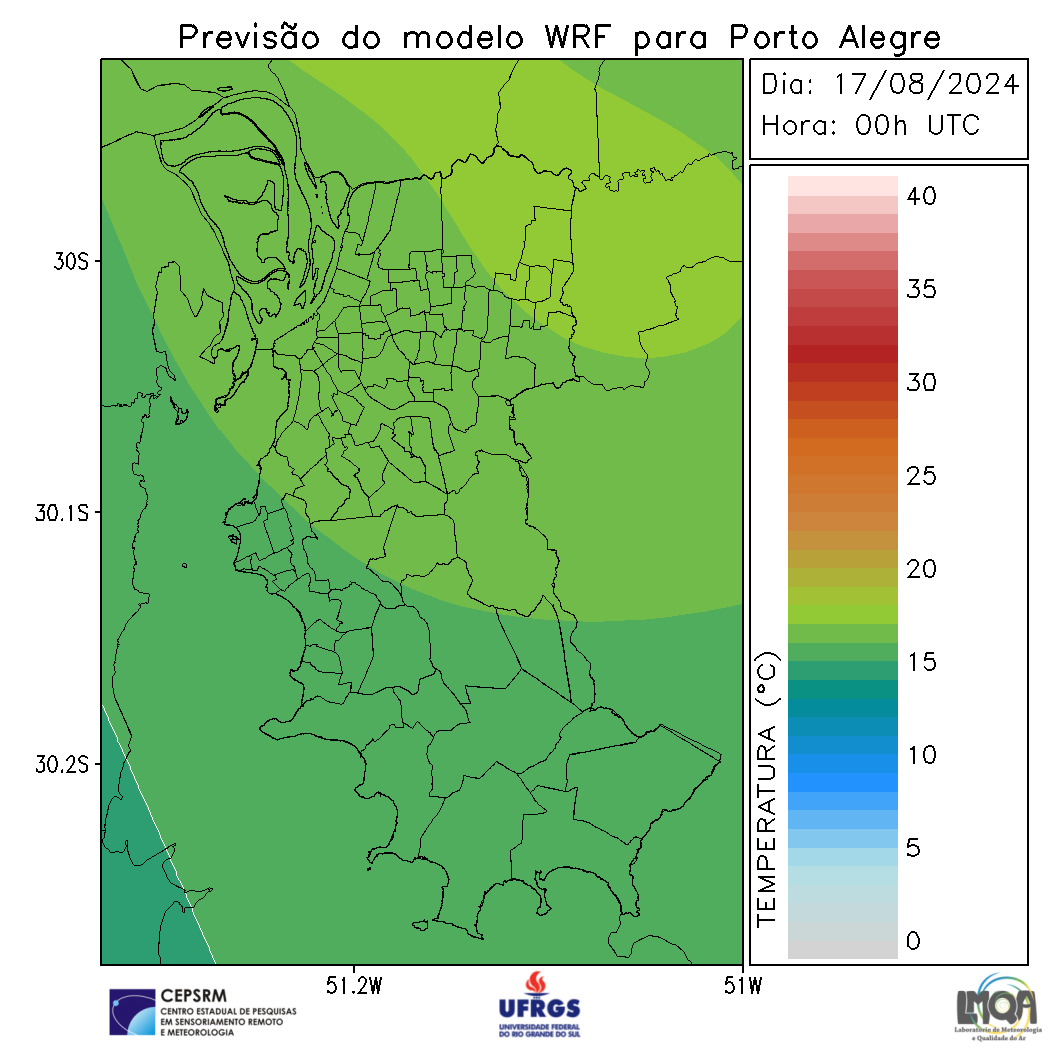 Previsão do modelo WRF para Porto Alegre
Dia: 17/08/2024
Hora: 00h UTC
40
35
30
25
20
15
10
5
0
TEMPERATURA (°C)
30S
30.1S
30.2S
51.2W
51W
CEPSRM
CENTRO ESTADUAL DE PESQUISAS
EM SENSORIAMENTO REMOTO
E METEOROLOGIA
UFRGS
UNIVERSIDADE FEDERAL
DO RIO GRANDE DO SUL
LMQA
Laboratório de Meteorologia
e Qualidade do Ar